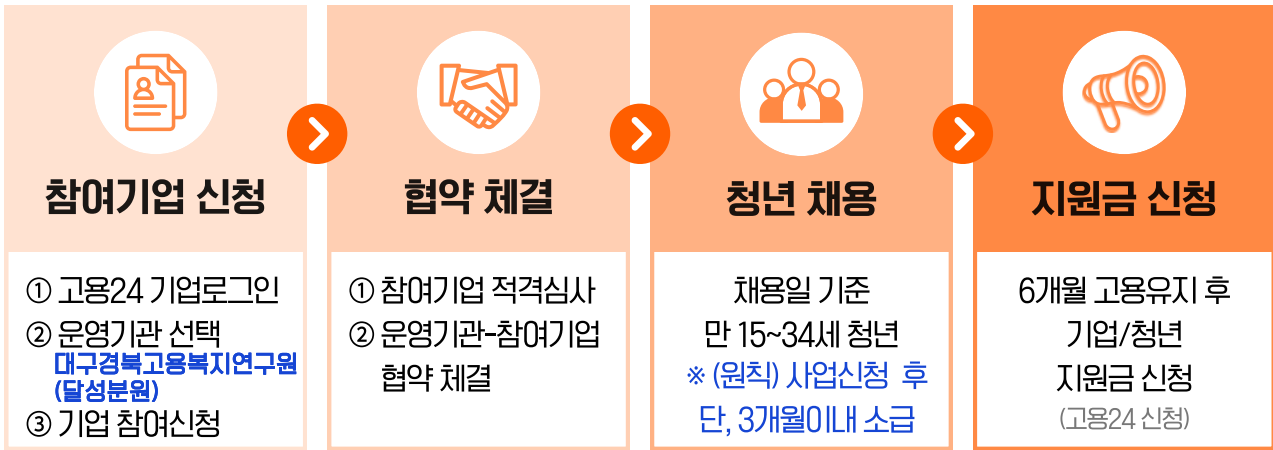 참여기업 신청
① 고용24 기업로그인
② 운영기관 선택
대구경북고용복지연구원
(달성분원)
③ 기업 참여신청
협약 체결
① 참여기업 적격심사
② 운영기관-참여기업
협약 체결
청년 채용
채용일 기준
만 15~34세 청년
※ (원칙) 사업신청 후
단, 3개월이내 소급
지원금 신청
6개월 고용유지 후
기업/청년
지원금 신청
(고용24 신청)